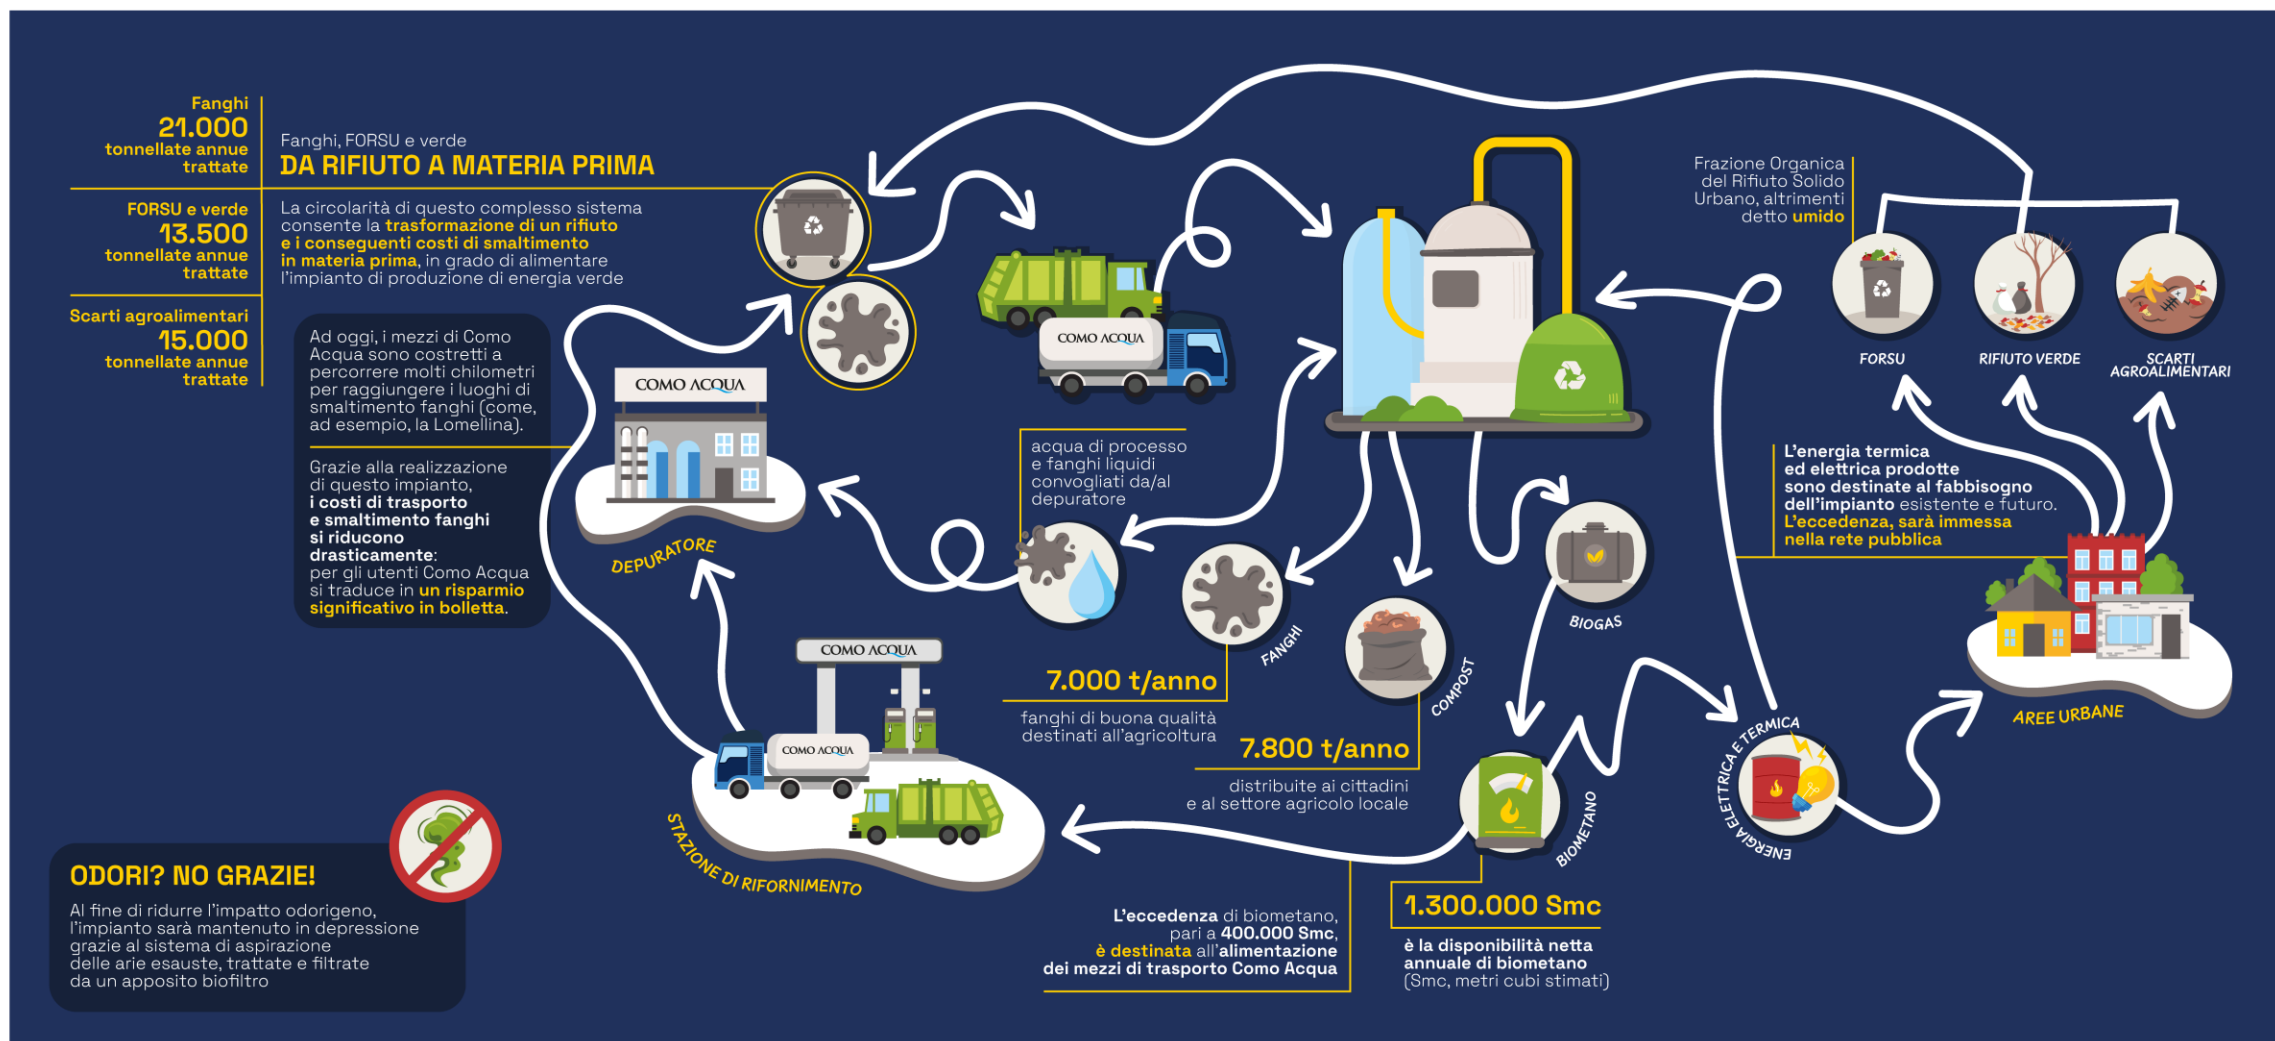 Fanghi
21.000
tonnellate annue
trattate
FORSU e verde
13.500
tonnellate annue
trattate
Scarti agroalimentari
15.000
tonnellate annue
trattate
Fanghi, FORSU e verde
DA RIFIUTO A MATERIA PRIMA
La circolarità di questo complesso sistema
consente la trasformazione di un rifiuto
e i conseguenti costi di smaltimento
in materia prima, in grado di alimentare
l'impianto di produzione di energia verde
Ad oggi, i mezzi di Como
Acqua sono costretti a
percorrere molti chilometri
per raggiungere i luoghi di
smaltimento fanghi (come,
ad esempio, la Lomellina).
Grazie alla realizzazione
di questo impianto,
i costi di trasporto
e smaltimento fanghi
si riducono
drasticamente:
per gli utenti Como Acqua
si traduce in un risparmio
significativo in bolletta.
COMO ACQUA
DEPURATORE
COMO ACQUA
acqua di processo
e fanghi liquidi
convogliati da/al
depuratore
Frazione Organica
del Rifiuto Solido
Urbano, altrimenti
detto umido
FORSU
RIFIUTO VERDE
SCARTI
AGROALIMENTARI
L'energia termica
ed elettrica prodotte
sono destinate al fabbisogno
dell'impianto esistente e futuro.
L'eccedenza, sarà immessa
nella rete pubblica
AREE URBANE
FANGHI
7.000 t/anno
fanghi di buona qualità
destinati all'agricoltura
COMPOST
7.800 t/anno
distribuite ai cittadini
e al settore agricolo locale
BIOGAS
BIOMETANO
ENERGIA ELETTRICA E TERMICA
COMO ACQUA
COMO ACQUA
STAZIONE DI RIFORNIMENTO
L'eccedenza di biometano,
pari a 400.000 Smc,
è destinata all'alimentazione
dei mezzi di trasporto Como Acqua
1.300.000 Smc
è la disponibilità netta
annuale di biometano
(Smc, metri cubi stimati)
ODORI? NO GRAZIE!
Al fine di ridurre l'impatto odorigeno,
l'impianto sarà mantenuto in depressione
grazie al sistema di aspirazione
delle arie esauste, trattate e filtrate
da un apposito biofiltro